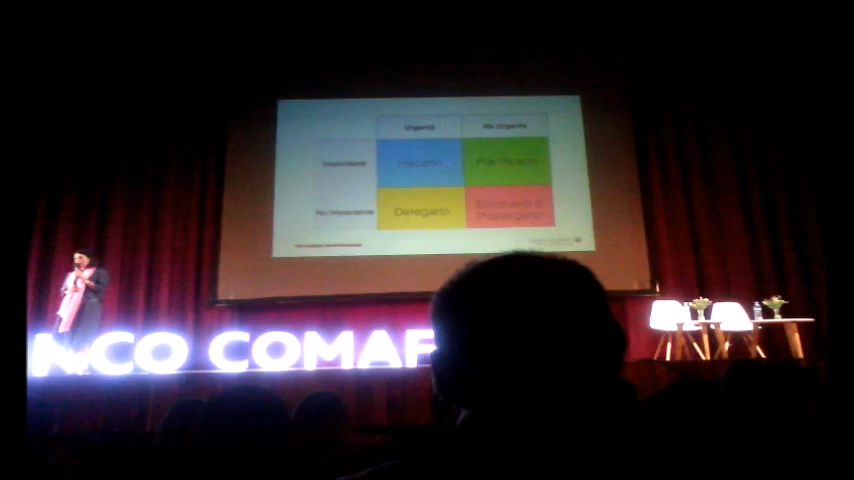 Urgente No urgente
Importante Hacerlo Planificarlo
No importante Delegarlo Eliminarlo o
Postergarlo
NCO COMAF